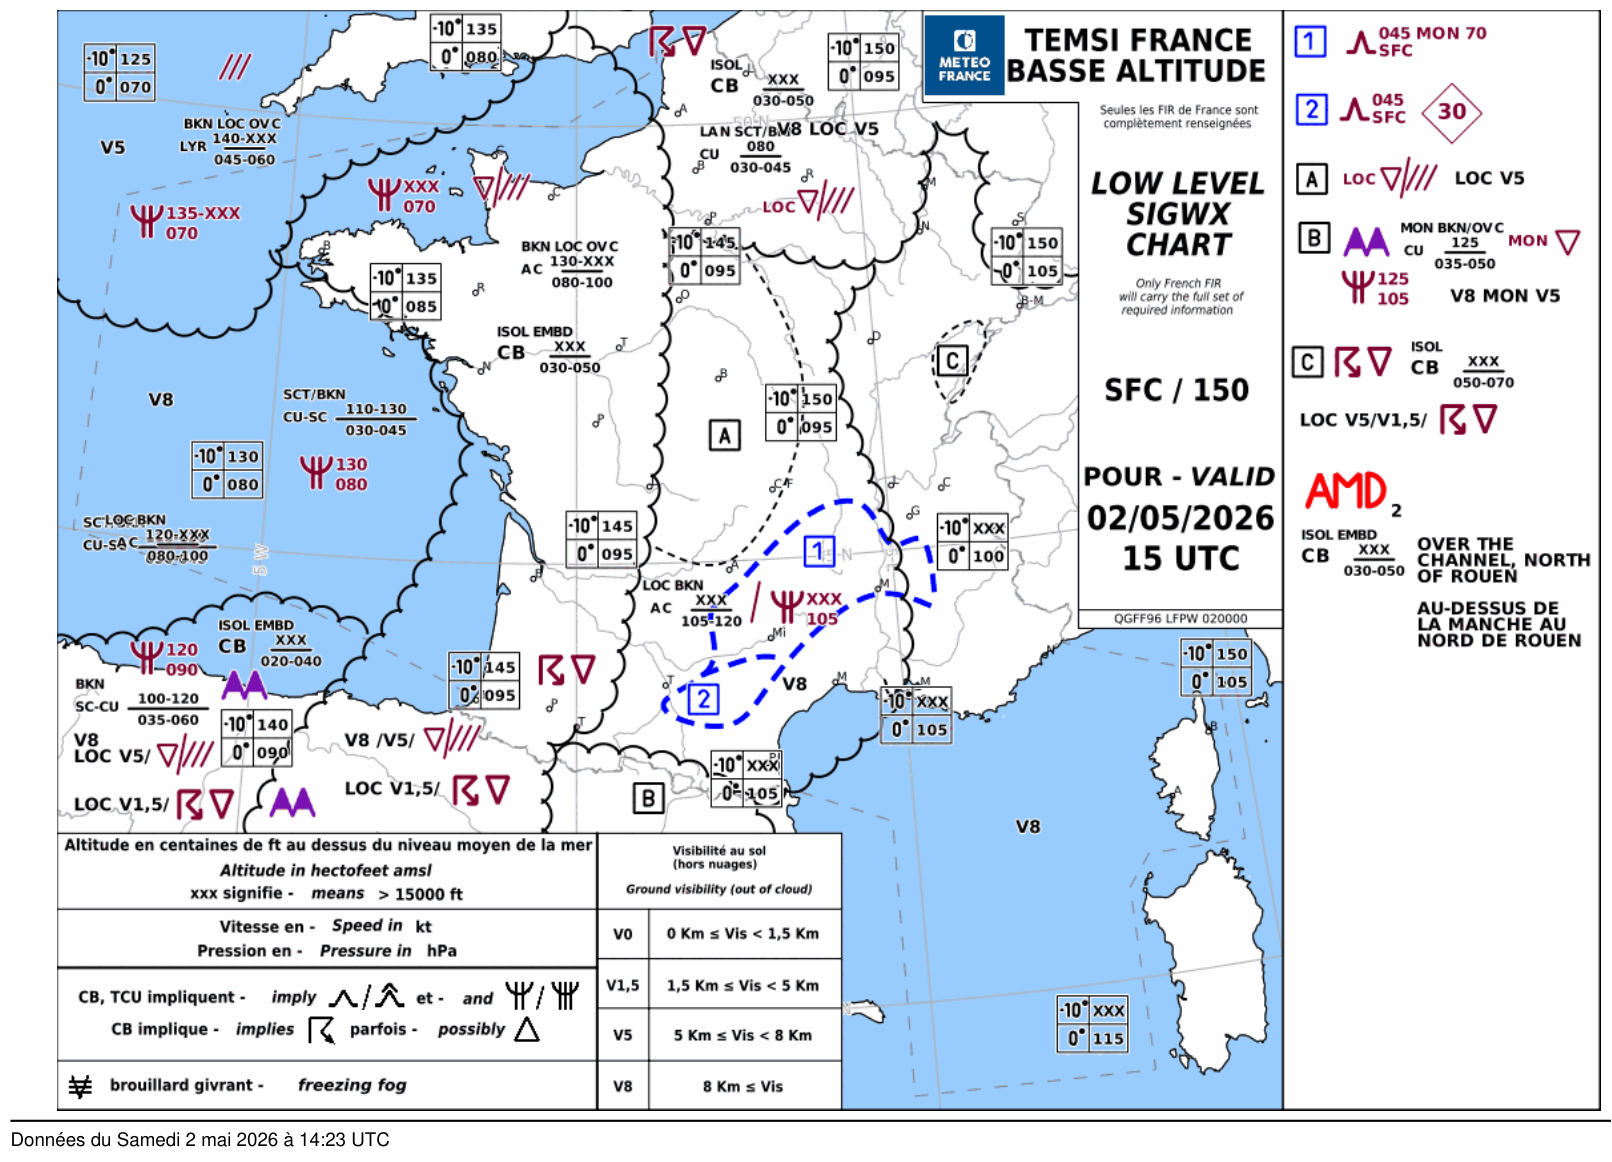 TEMSI FRANCE
BASSE ALTITUDE
METEO
FRANCE
Seules les FIR de France sont
complètement renseignées
LOW LEVEL
SIGWX
CHART
Only French FIR
will carry the full set of
required information
SFC / 150
POUR - VALID
02/05/2026
15 UTC
QGFF96 LFPW 020000
-10° 125
0° 070
-10° 135
0° 080
-10° 150
0° 095
V5
BKN LOC OVC
LYR 140-XXX
045-060
135-XXX
070
XXX
070
ISOL
CB XXX
030-050
50 N
V8 LOC V5
LAN SCT/BKN
CU 080
030-045
LOC
-10° 145
0° 095
-10° 150
0° 105
-10° 135
0° 085
BKN LOC OVC
AC 130-XXX
080-100
ISOL EMBD
CB XXX
030-050
V8
SCT/BKN
CU-SC 110-130
030-045
130
080
-10° 130
0° 080
LOC BKN
AC 120-XXX
080-100
5 W
A
C
-10° 150
0° 095
-10° 145
0° 095
-10° XXX
0° 100
1
LOC BKN
AC XXX
105-120
XXX
105
V8
2
ISOL EMBD
CB XXX
020-040
120
090
BKN
SC-CU 100-120
035-060
V8
LOC V5/
LOC V1,5/
-10° 140
0° 090
-10° 145
0° 095
V8 /V5/
LOC V1,5/
B
-10° XXX
0° 105
-10° XXX
0° 105
-10° 150
0° 105
V8
-10° XXX
0° 115
1 045 MON 70
SFC
2 045
SFC 30
A LOC LOC V5
B MON BKN/OVC
CU 125
035-050
MON
125
105
V8 MON V5
C ISOL
CB XXX
050-070
LOC V5/V1,5/
AMD 2
ISOL EMBD
CB XXX
030-050
OVER THE
CHANNEL, NORTH
OF ROUEN
AU-DESSUS DE
LA MANCHE AU
NORD DE ROUEN
Altitude en centaines de ft au dessus du niveau moyen de la mer
Altitude in hectofeet amsl
xxx signifie - means > 15000 ft
Vitesse en - Speed in kt
Pression en - Pressure in hPa
CB, TCU impliquent - imply / et - and /
CB implique - implies parfois - possibly
brouillard givrant - freezing fog
Visibilité au sol
(hors nuages)
Ground visibility (out of cloud)
V0 0 Km ≤ Vis < 1,5 Km
V1,5 1,5 Km ≤ Vis < 5 Km
V5 5 Km ≤ Vis < 8 Km
V8 8 Km ≤ Vis
Données du Samedi 2 mai 2026 à 14:23 UTC